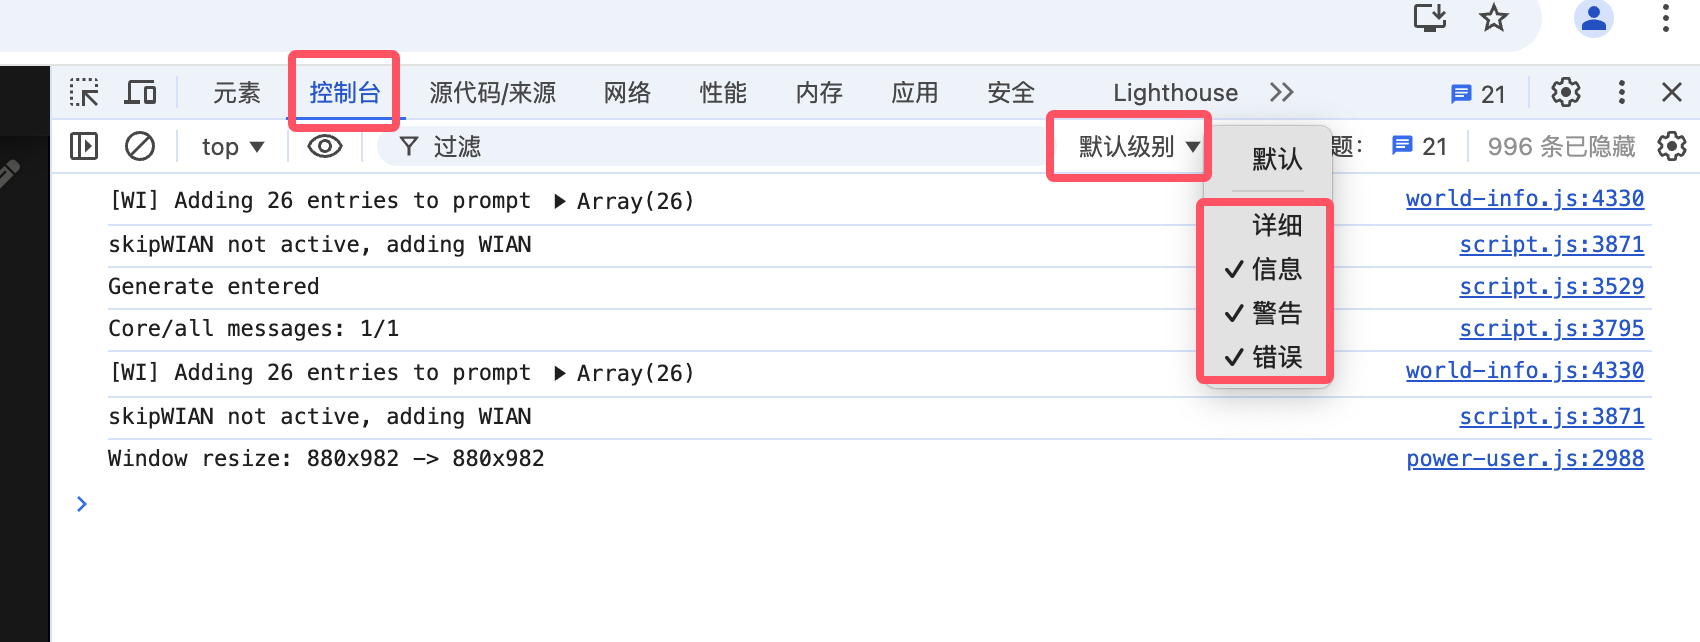 元素 控制台 源代码/来源 网络 性能 内存 应用 安全 Lighthouse 21
top 过滤 默认级别 题： 21 996 条已隐藏
默认
详细
信息
警告
错误
[WI] Adding 26 entries to prompt Array(26) world-info.js:4330
skipWIAN not active, adding WIAN script.js:3871
Generate entered script.js:3529
Core/all messages: 1/1 script.js:3795
[WI] Adding 26 entries to prompt Array(26) world-info.js:4330
skipWIAN not active, adding WIAN script.js:3871
Window resize: 880x982 -> 880x982 power-user.js:2988